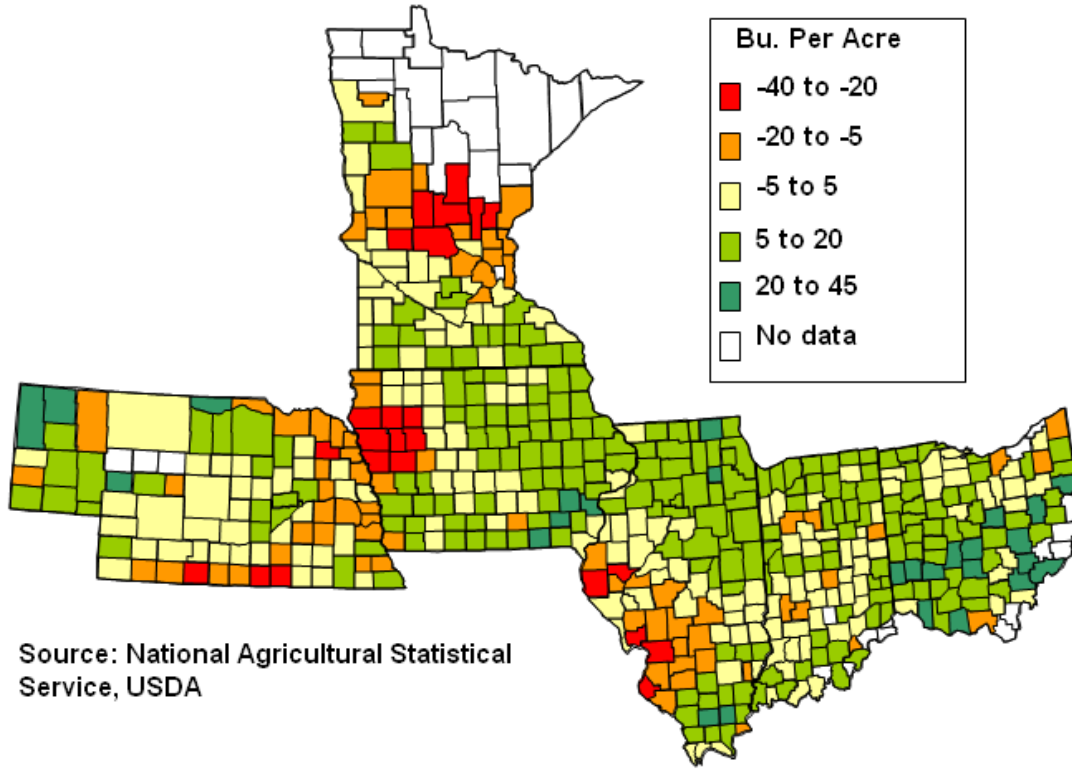 Bu. Per Acre
-40 to -20
-20 to -5
-5 to 5
5 to 20
20 to 45
No data
Source: National Agricultural Statistical
Service, USDA